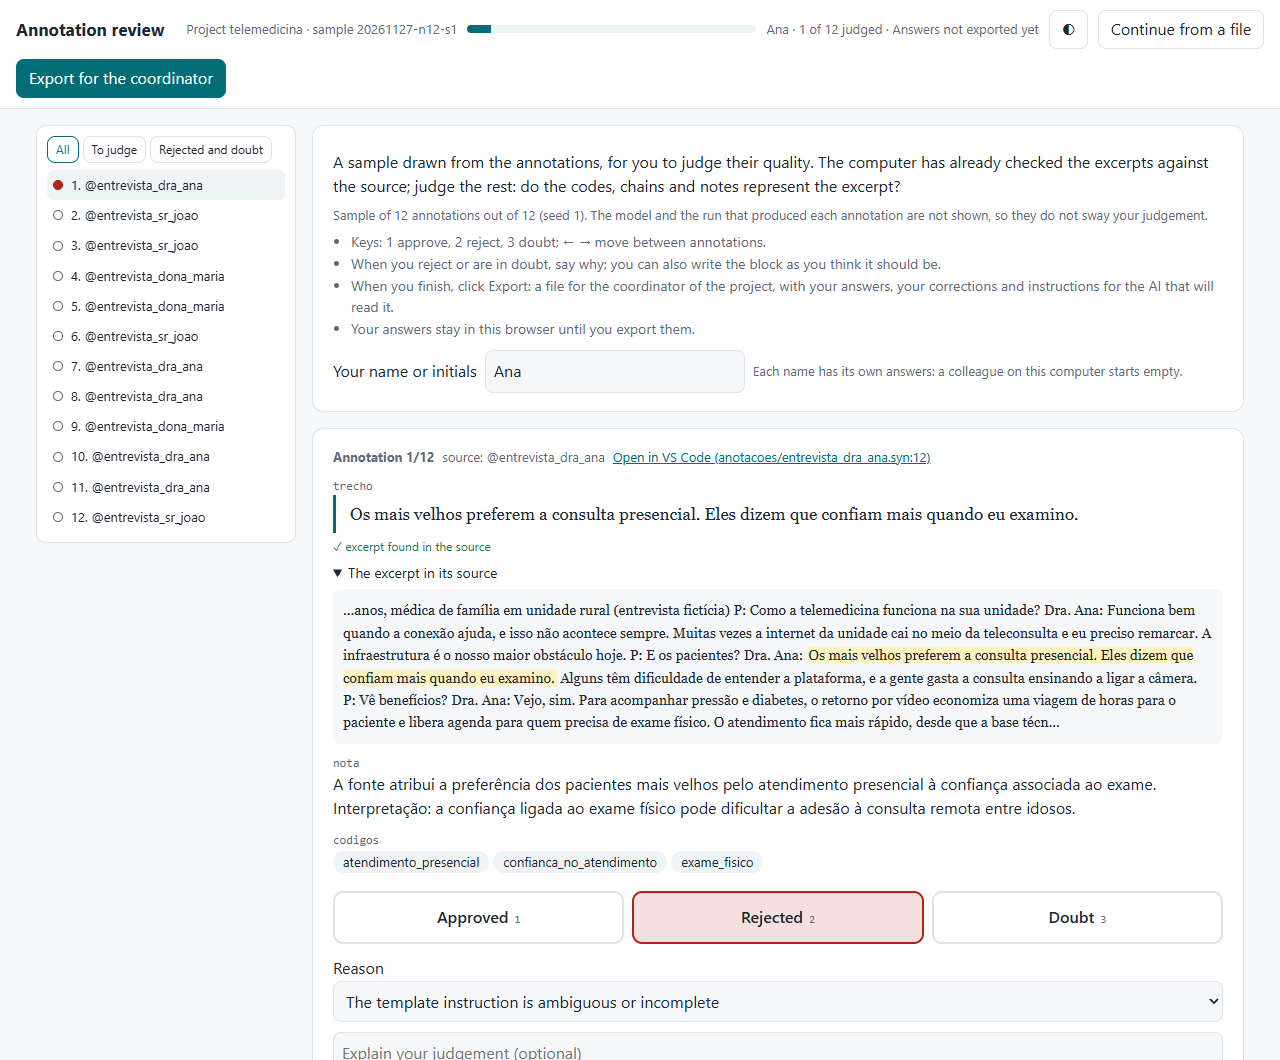 Annotation review
Project telemedicina · sample 20261127-n12-s1
Ana · 1 of 12 judged · Answers not exported yet
Continue from a file
Export for the coordinator
All
To judge
Rejected and doubt
1. @entrevista_dra_ana
2. @entrevista_sr_joao
3. @entrevista_sr_joao
4. @entrevista_dona_maria
5. @entrevista_dona_maria
6. @entrevista_sr_joao
7. @entrevista_dra_ana
8. @entrevista_dra_ana
9. @entrevista_dona_maria
10. @entrevista_dra_ana
11. @entrevista_dra_ana
12. @entrevista_sr_joao
A sample drawn from the annotations, for you to judge their quality. The computer has already checked the excerpts against
the source; judge the rest: do the codes, chains and notes represent the excerpt?
Sample of 12 annotations out of 12 (seed 1). The model and the run that produced each annotation are not shown, so they do not sway your judgement.
• Keys: 1 approve, 2 reject, 3 doubt; ← → move between annotations.
• When you reject or are in doubt, say why; you can also write the block as you think it should be.
• When you finish, click Export: a file for the coordinator of the project, with your answers, your corrections and instructions for the AI that will
read it.
• Your answers stay in this browser until you export them.
Your name or initials
Ana
Each name has its own answers: a colleague on this computer starts empty.
Annotation 1/12 source: @entrevista_dra_ana Open in VS Code (anotacoes/entrevista_dra_ana.syn:12)
trecho
Os mais velhos preferem a consulta presencial. Eles dizem que confiam mais quando eu examino.
✓ excerpt found in the source
▼ The excerpt in its source
...anos, médica de família em unidade rural (entrevista fictícia) P: Como a telemedicina funciona na sua unidade? Dra. Ana: Funciona bem
quando a conexão ajuda, e isso não acontece sempre. Muitas vezes a internet da unidade cai no meio da teleconsulta e eu preciso remarcar. A
infraestrutura é o nosso maior obstáculo hoje. P: E os pacientes? Dra. Ana: Os mais velhos preferem a consulta presencial. Eles dizem que
confiam mais quando eu examino. Alguns têm dificuldade de entender a plataforma, e a gente gasta a consulta ensinando a ligar a câmera.
P: Vê benefícios? Dra. Ana: Vejo, sim. Para acompanhar pressão e diabetes, o retorno por vídeo economiza uma viagem de horas para o
paciente e libera agenda para quem precisa de exame físico. O atendimento fica mais rápido, desde que a base técn...
nota
A fonte atribui a preferência dos pacientes mais velhos pelo atendimento presencial à confiança associada ao exame.
Interpretação: a confiança ligada ao exame físico pode dificultar a adesão à consulta remota entre idosos.
codigos
atendimento_presencial
confianca_no_atendimento
exame_fisico
Approved 1
Rejected 2
Doubt 3
Reason
The template instruction is ambiguous or incomplete
Explain your judgement (optional)